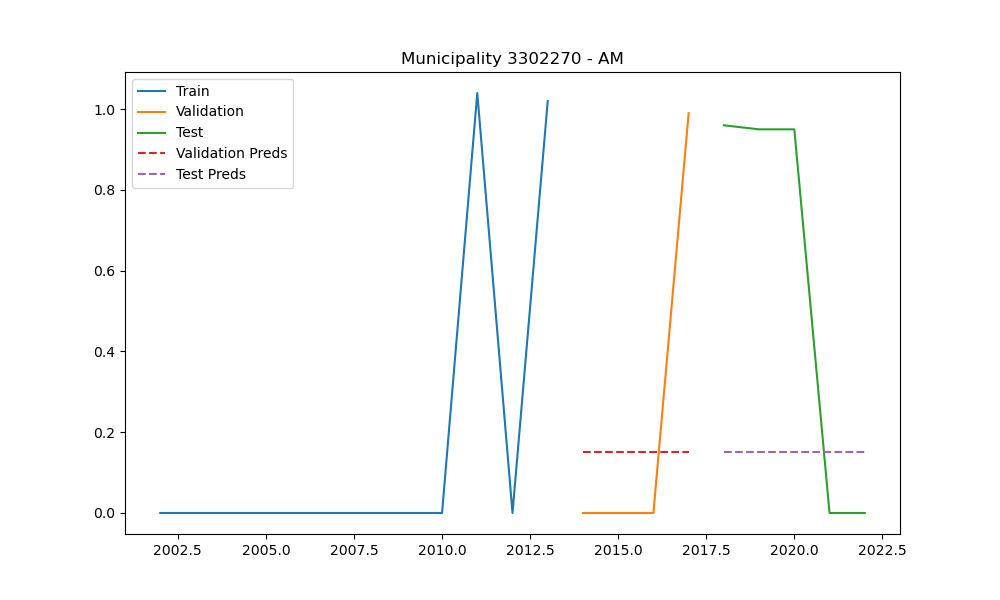 Municipality 3302270 - AM
Train
Validation
Test
Validation Preds
Test Preds
1.0
0.8
0.6
0.4
0.2
0.0
2002.5 2005.0 2007.5 2010.0 2012.5 2015.0 2017.5 2020.0 2022.5